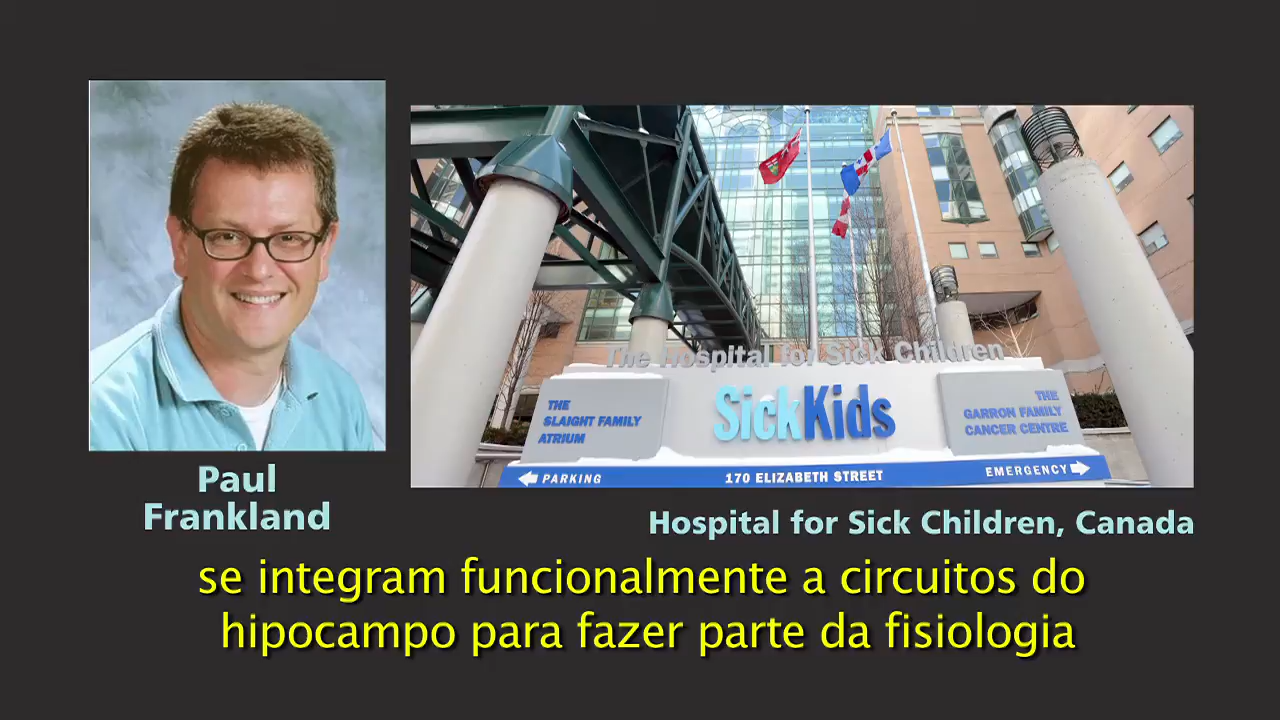 The Hospital for Sick Children
SickKids
THE
SLAIGHT FAMILY
ATRIUM
THE
GARRON FAMILY
CANCER CENTRE
PARKING
170 ELIZABETH STREET
EMERGENCY
Paul
Frankland
Hospital for Sick Children, Canada
se integram funcionalmente a circuitos do
hipocampo para fazer parte da fisiologia